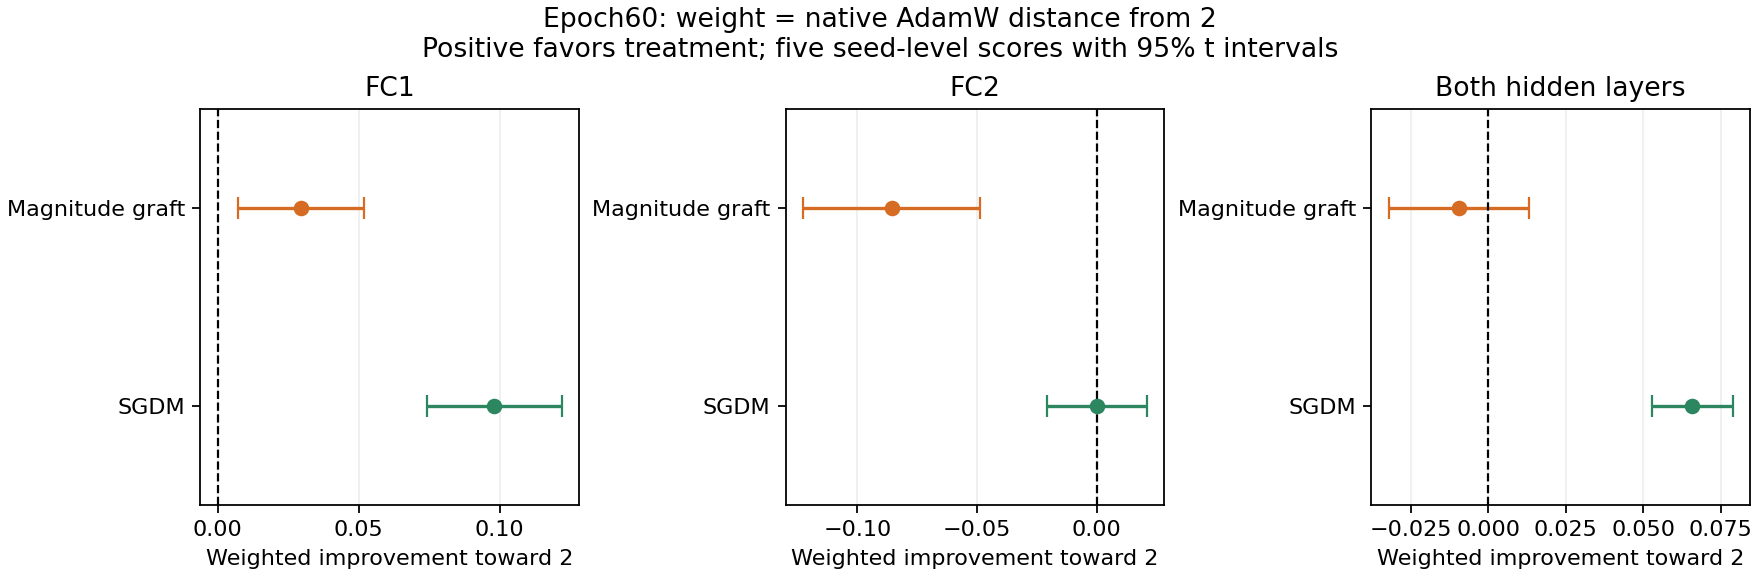 Epoch60: weight = native AdamW distance from 2
Positive favors treatment; five seed-level scores with 95% t intervals
FC1
Magnitude graft
SGDM
0.00 0.05 0.10
Weighted improvement toward 2
FC2
Magnitude graft
SGDM
−0.10 −0.05 0.00
Weighted improvement toward 2
Both hidden layers
Magnitude graft
SGDM
−0.025 0.000 0.025 0.050 0.075
Weighted improvement toward 2